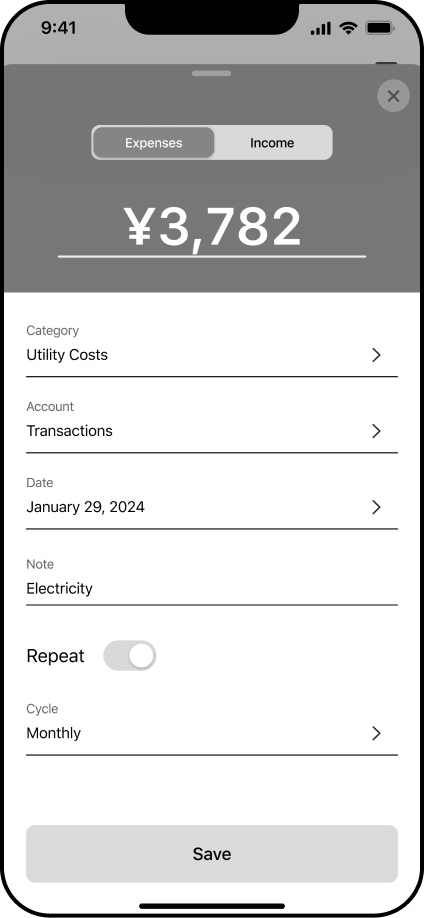 9:41
Expenses
Income
¥3,782
Category
Utility Costs
Account
Transactions
Date
January 29, 2024
Note
Electricity
Repeat
Cycle
Monthly
Save